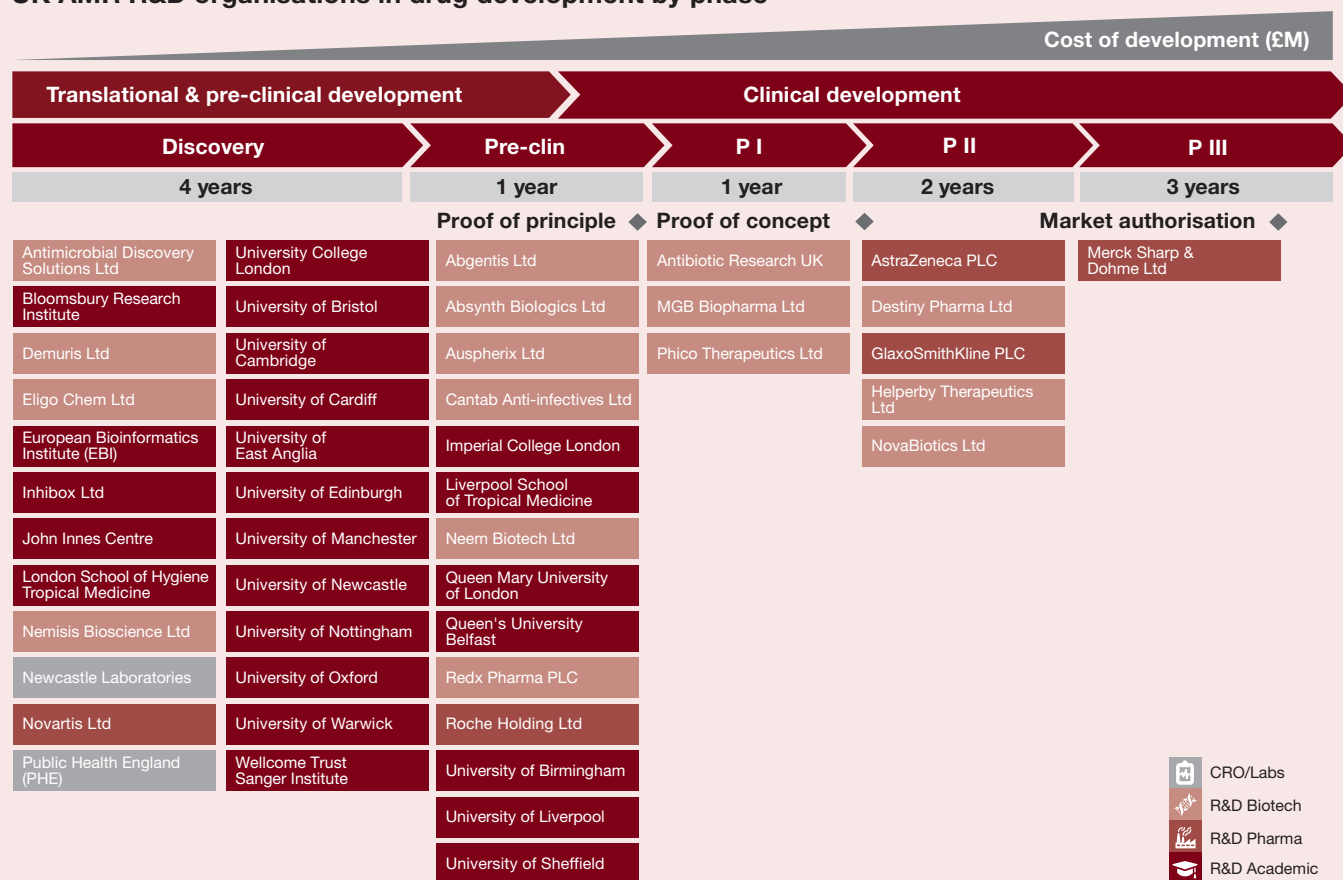 UK AMR R&D organisations in drug development by phase
Cost of development (£M)
Translational & pre-clinical development
Clinical development
Discovery
Pre-clin
P I
P II
P III
4 years
1 year
1 year
2 years
3 years
Proof of principle
Proof of concept
Market authorisation
Antimicrobial Discovery
Solutions Ltd
Bloomsbury Research
Institute
Demuris Ltd
Eligo Chem Ltd
European Bioinformatics
Institute (EBI)
Inhibox Ltd
John Innes Centre
London School of Hygiene
Tropical Medicine
Nemisis Bioscience Ltd
Newcastle Laboratories
Novartis Ltd
Public Health England
(PHE)
University College
London
University of Bristol
University of
Cambridge
University of Cardiff
University of
East Anglia
University of Edinburgh
University of Manchester
University of Newcastle
University of Nottingham
University of Oxford
University of Warwick
Wellcome Trust
Sanger Institute
Abgentis Ltd
Absynth Biologics Ltd
Auspherix Ltd
Cantab Anti-infectives Ltd
Imperial College London
Liverpool School
of Tropical Medicine
Neem Biotech Ltd
Queen Mary University
of London
Queen's University
Belfast
Redx Pharma PLC
Roche Holding Ltd
University of Birmingham
University of Liverpool
University of Sheffield
Antibiotic Research UK
MGB Biopharma Ltd
Phico Therapeutics Ltd
AstraZeneca PLC
Destiny Pharma Ltd
GlaxoSmithKline PLC
Helperby Therapeutics
Ltd
NovaBiotics Ltd
Merck Sharp &
Dohme Ltd
CRO/Labs
R&D Biotech
R&D Pharma
R&D Academic